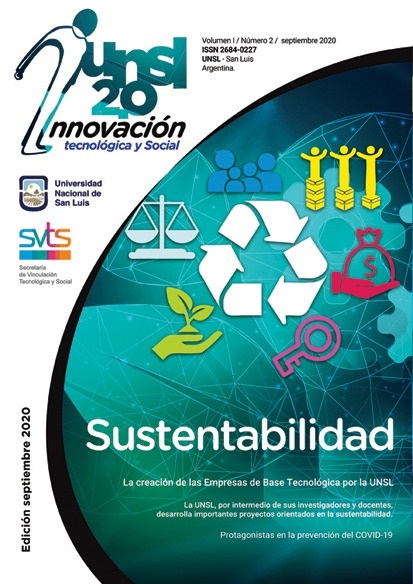 Volumen I / Número 2 / septiembre 2020
ISSN 2684-0227
UNSL - San Luis
Argentina.
unsl
2.0
innovación
tecnológica y Social
Universidad
Nacional de
San Luis
svts
Secretaría
de Vinculación
Tecnológica y Social
$
Edición septiembre 2020
Sustentabilidad
La creación de las Empresas de Base Tecnológica por la UNSL
La UNSL, por intermedio de sus investigadores y docentes,
desarrolla importantes proyectos orientados en la sustentabilidad.
Protagonistas en la prevención del COVID-19